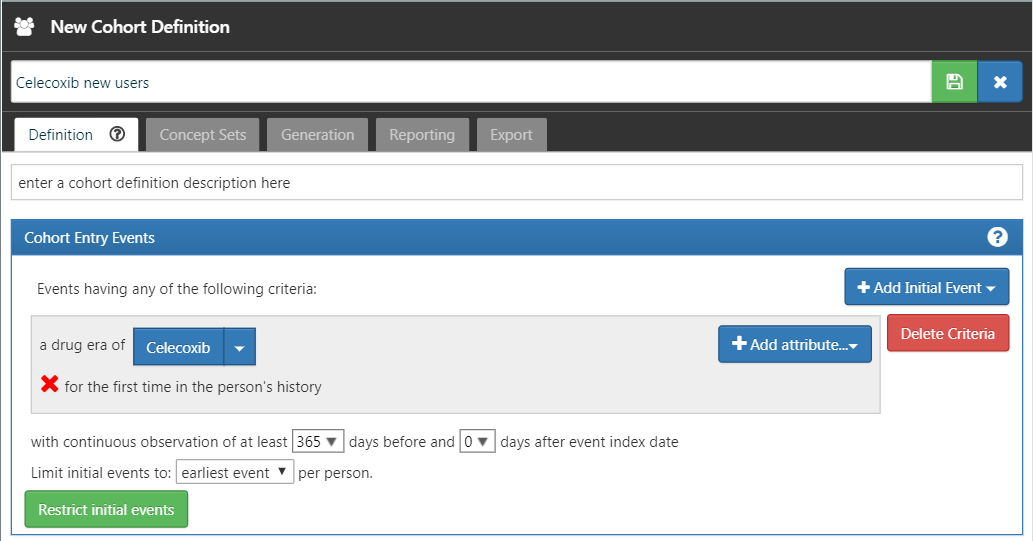 New Cohort Definition
Celecoxib new users
Definition Concept Sets Generation Reporting Export
enter a cohort definition description here
Cohort Entry Events
Events having any of the following criteria:
Add Initial Event
a drug era of Celecoxib Add attribute... Delete Criteria
for the first time in the person's history
with continuous observation of at least 365 days before and 0 days after event index date
Limit initial events to: earliest event per person.
Restrict initial events